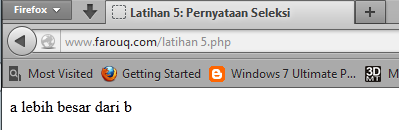 Firefox
Latihan 5: Pernyataan Seleksi
www.farouq.com/latihan 5.php
Most Visited Getting Started Windows 7 Ultimate P... 3D MT
a lebih besar dari b